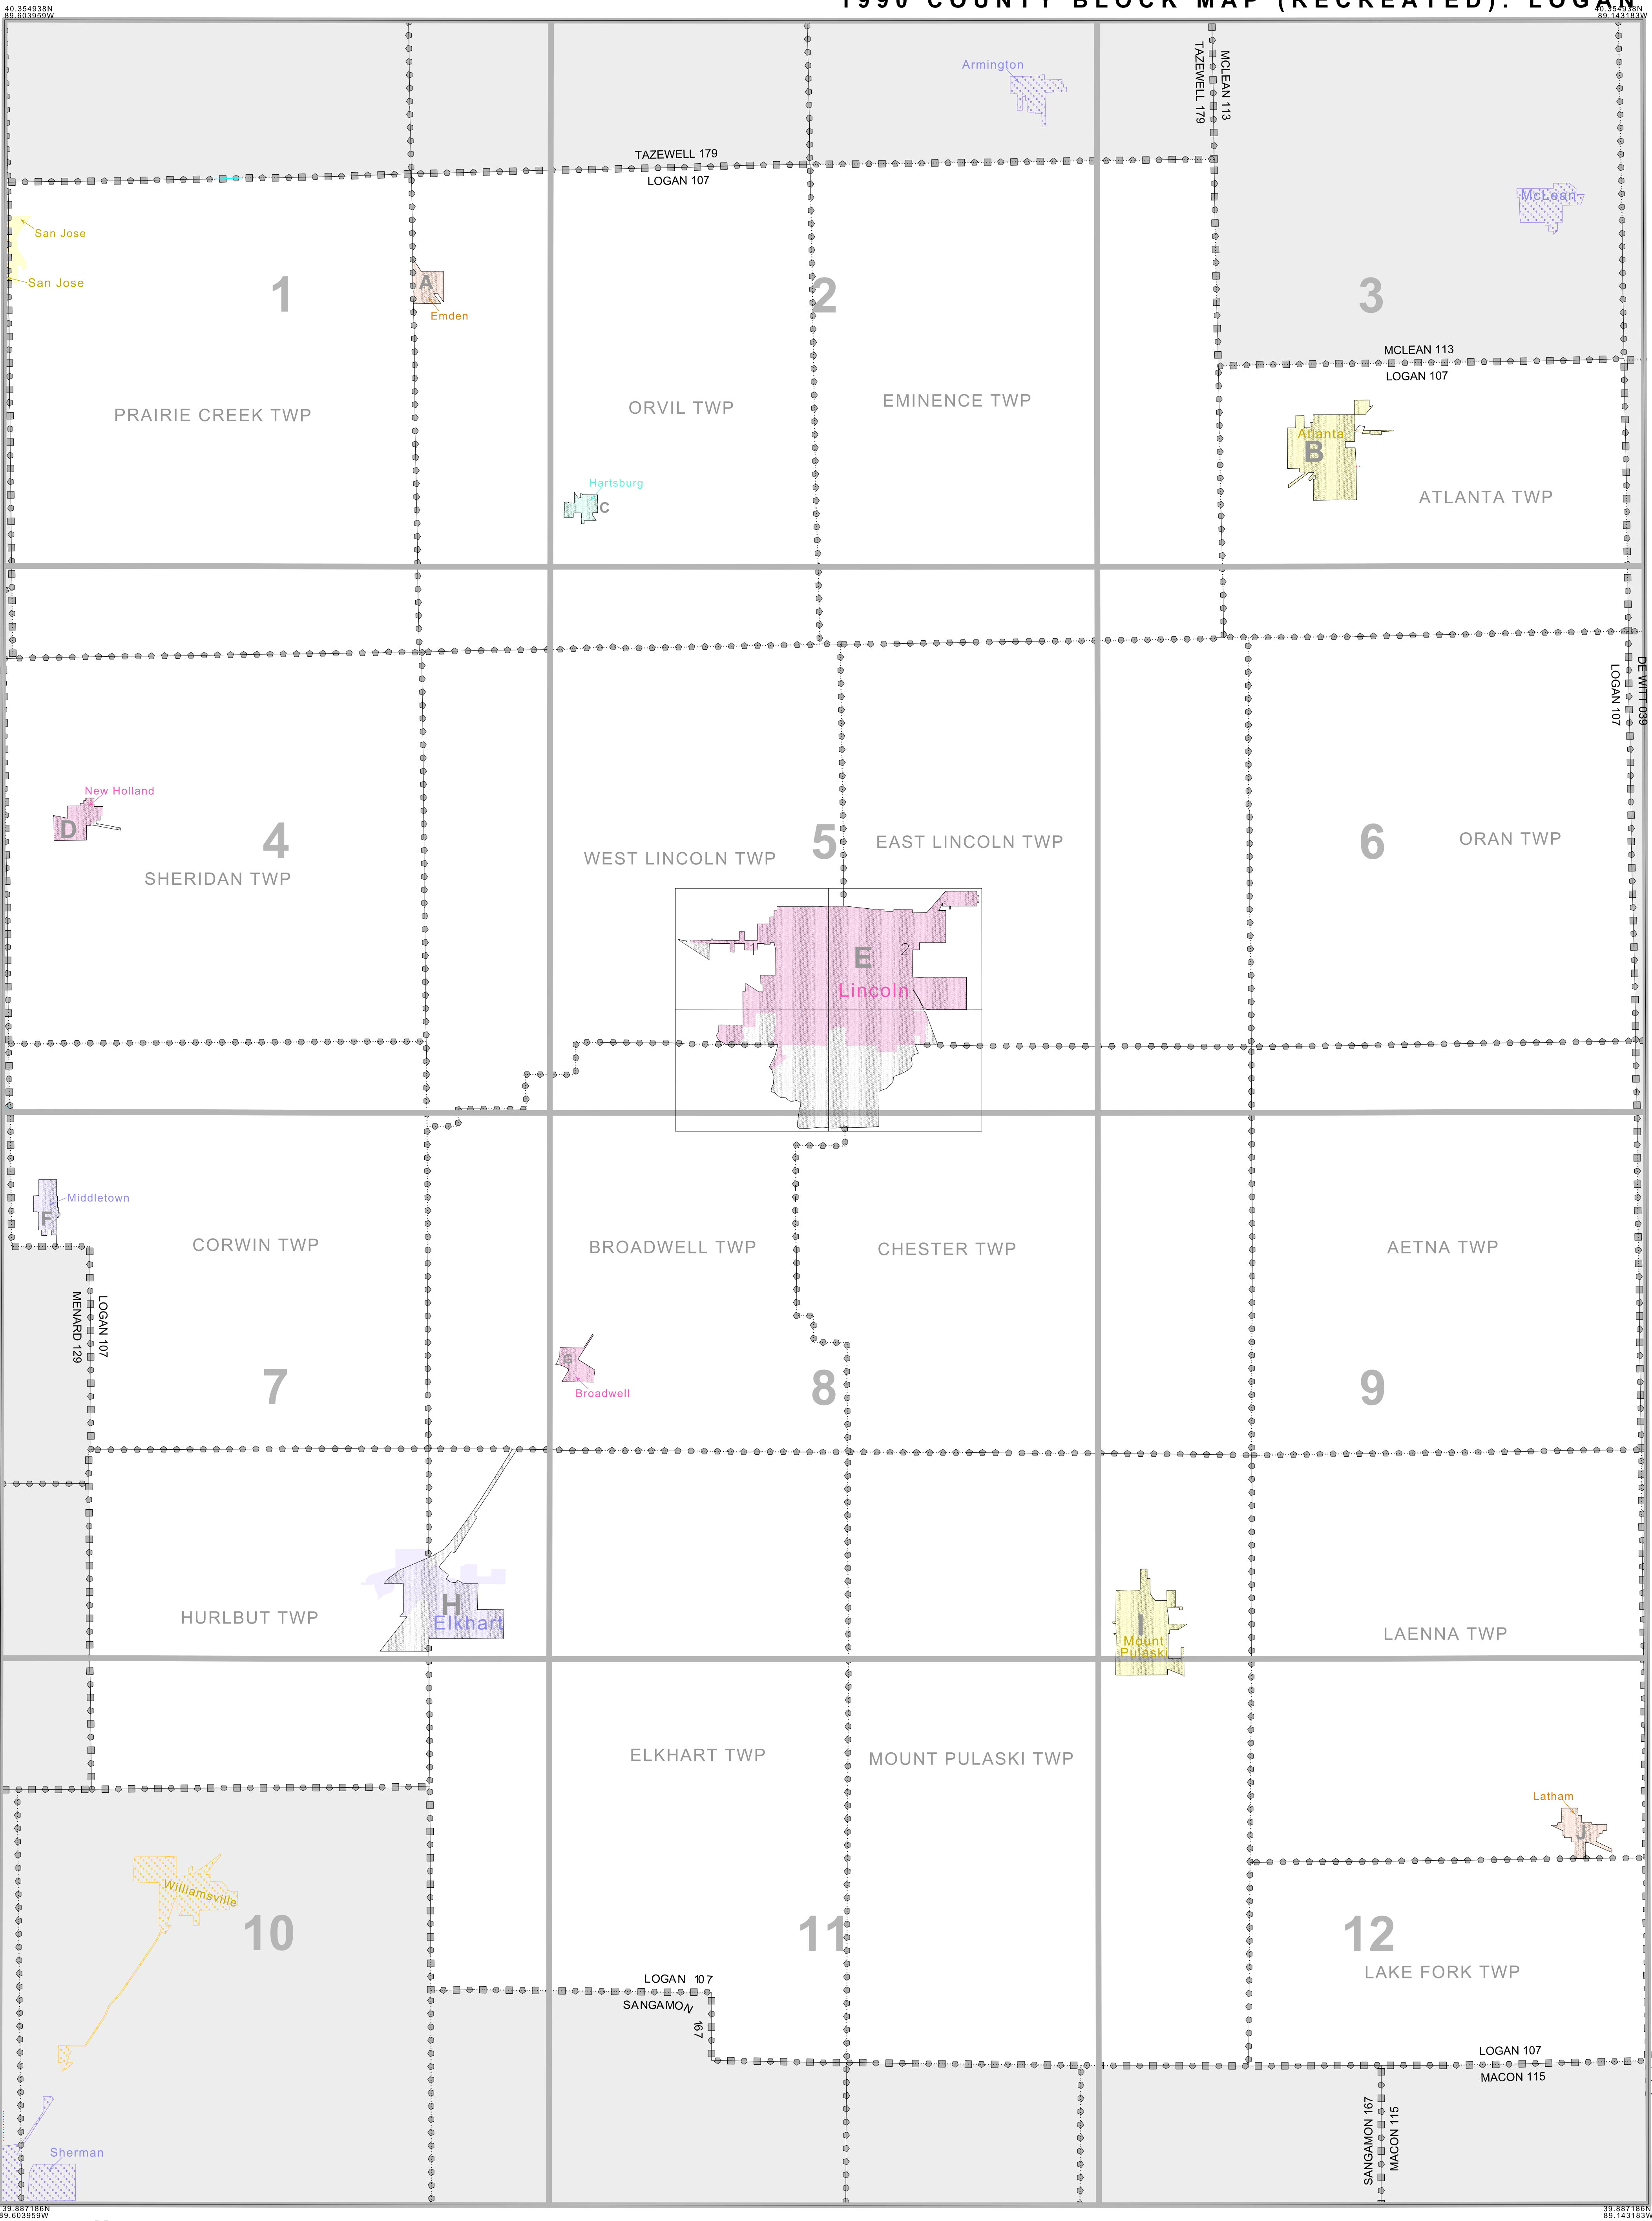 1990 COUNTY BLOCK MAP (RECREATED): LOGAN
40.354938N
89.603959W
40.354938N
89.143183W
Armington
TAZEWELL 179
MCLEAN 113
TAZEWELL 179
LOGAN 107
McLean
San Jose
San Jose
1
A
Emden
2
3
MCLEAN 113
LOGAN 107
PRAIRIE CREEK TWP
ORVIL TWP
EMINENCE TWP
Atlanta
B
ATLANTA TWP
Hartsburg
C
LOGAN 107
DE WITT 039
New Holland
D
4
SHERIDAN TWP
WEST LINCOLN TWP
5
EAST LINCOLN TWP
6
ORAN TWP
1
E
2
Lincoln
Middletown
F
CORWIN TWP
BROADWELL TWP
CHESTER TWP
AETNA TWP
MENARD 129
LOGAN 107
G
Broadwell
7
8
9
H
Elkhart
HURLBUT TWP
I
Mount
Pulaski
LAENNA TWP
ELKHART TWP
MOUNT PULASKI TWP
Latham
J
Williamsville
10
11
12
LAKE FORK TWP
LOGAN 107
SANGAMON 167
LOGAN 107
MACON 115
SANGAMON 167
MACON 115
Sherman
39.887186N
89.603959W
39.887186N
89.143183W